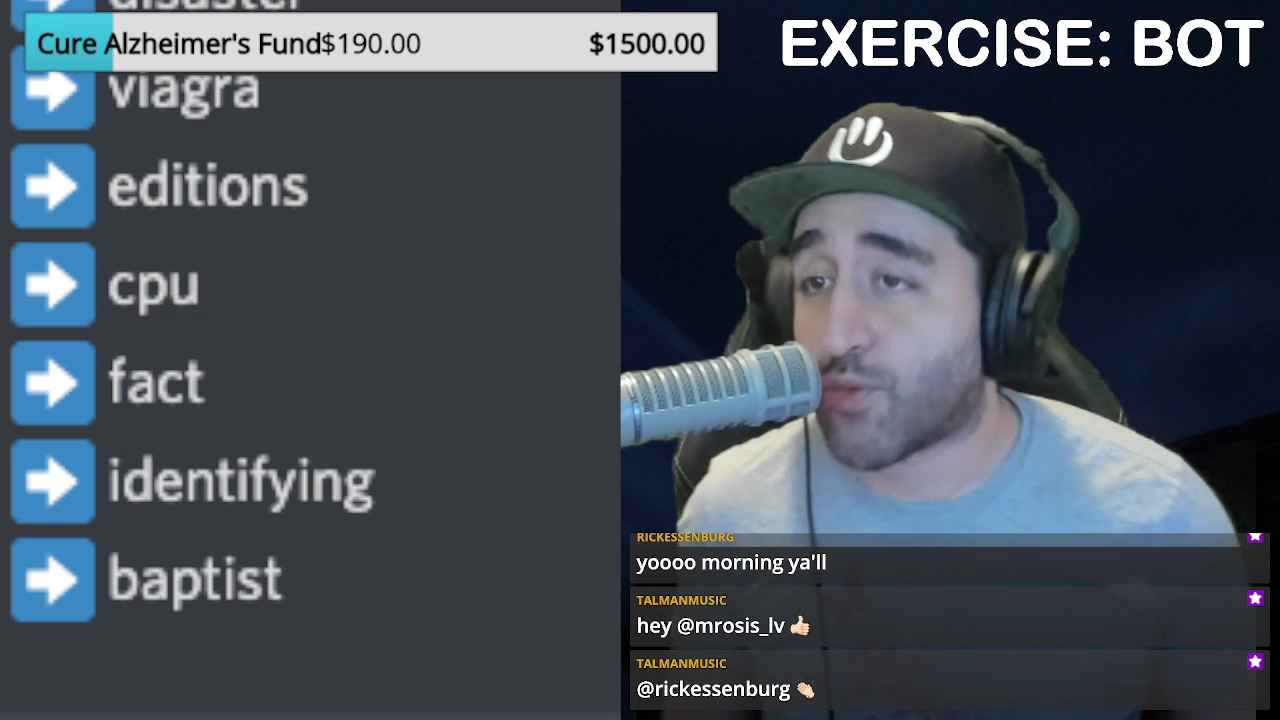 disaster
Cure Alzheimer's Fund$190.00 $1500.00
EXERCISE: BOT
viagra
editions
cpu
fact
identifying
baptist
RICKESSENBURG
yoooo morning ya'll
TALMANMUSIC
hey @mrosis_lv 👍🏻
TALMANMUSIC
@rickessenburg 👏🏻